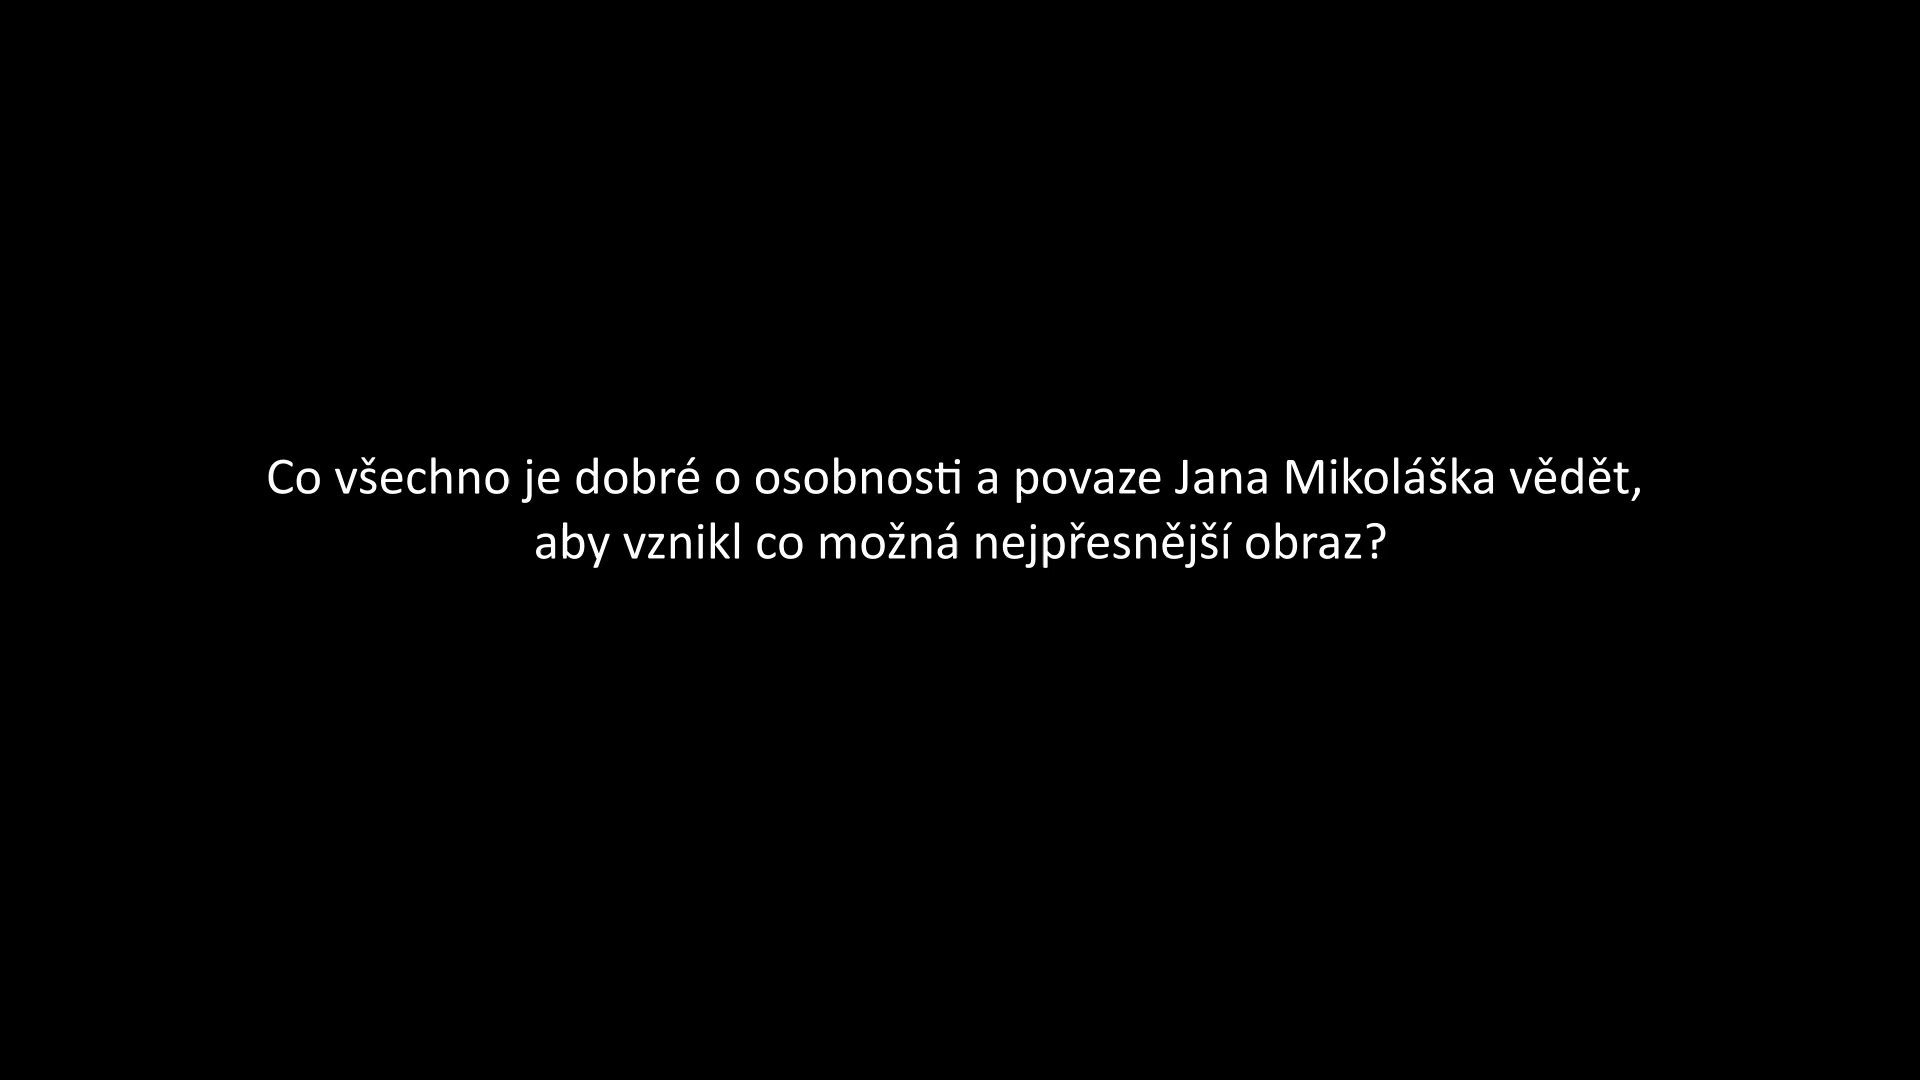 Co všechno je dobré o osobnosti a povaze Jana Mikoláška vědět,
aby vznikl co možná nejpřesnější obraz?